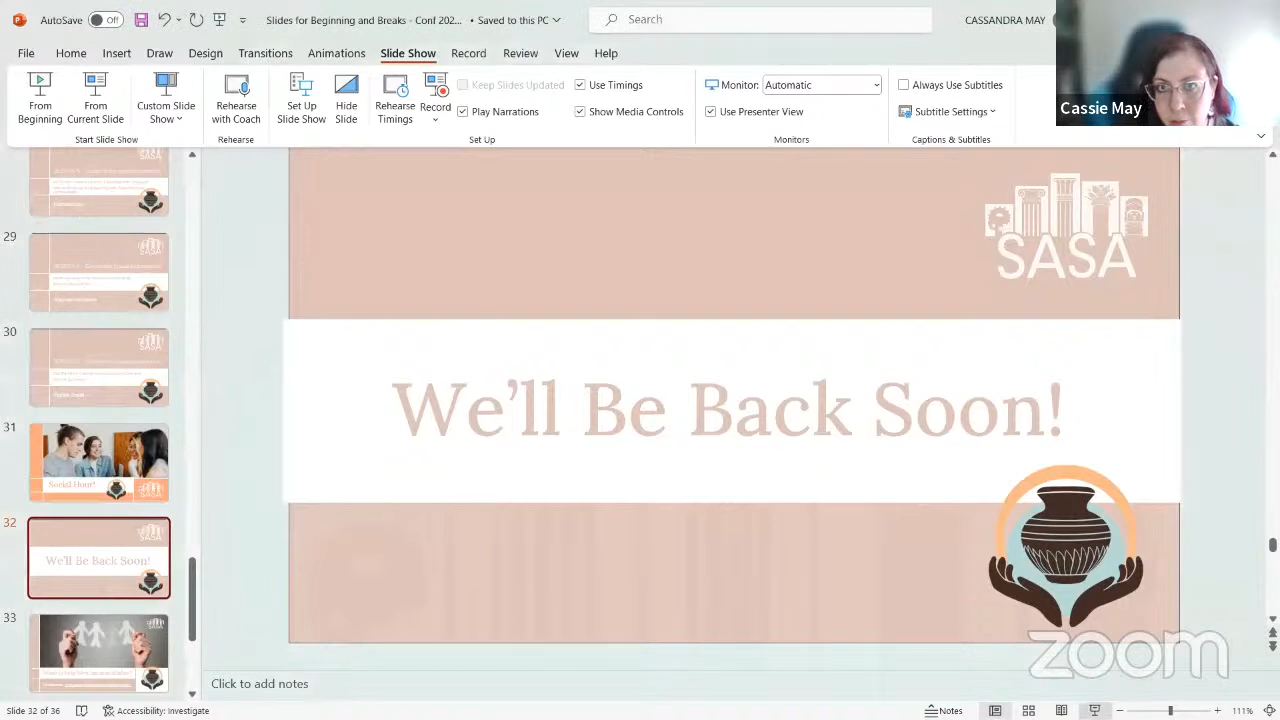 AutoSave Off
Slides for Beginning and Breaks - Conf 202... • Saved to this PC
Search
CASSANDRA MAY
File Home Insert Draw Design Transitions Animations Slide Show Record Review View Help
From Beginning
From Current Slide
Custom Slide Show
Start Slide Show
Rehearse with Coach
Rehearse
Set Up Slide Show
Hide Slide
Rehearse Timings
Record
Keep Slides Updated
Play Narrations
Use Timings
Show Media Controls
Set Up
Monitor: Automatic
Use Presenter View
Monitors
Always Use Subtitles
Subtitle Settings
Captions & Subtitles
Cassie May
29
30
31
Social Hour!
SASA
32
SASA
We'll Be Back Soon!
33
SASA
We'll Be Back Soon!
zoom
Click to add notes
Slide 32 of 36
Accessibility: Investigate
Notes
111%